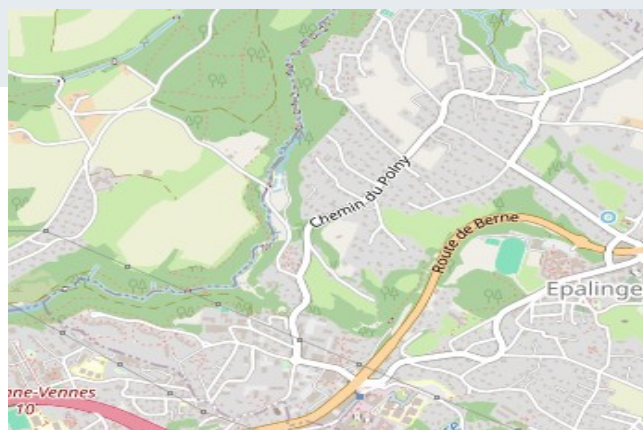 Chemin du Polny
Route de Berne
Epalinge
nne-Vennes
10